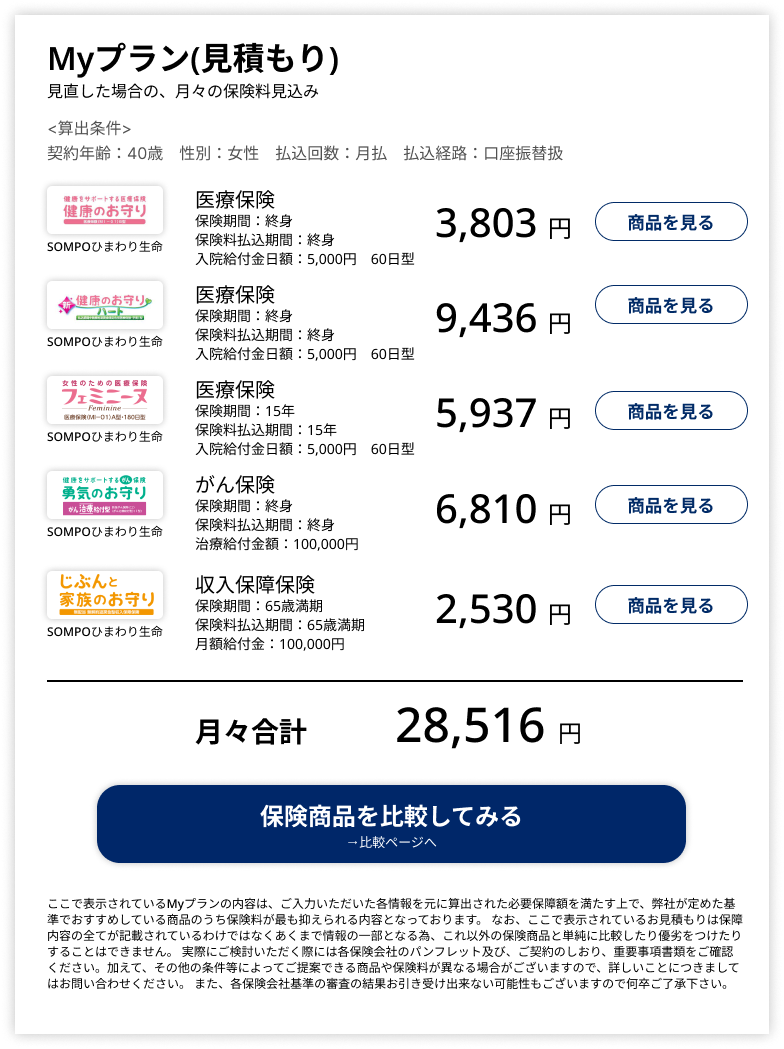 Myプラン(見積もり)
見直した場合の、月々の保険料見込み
<算出条件>
契約年齢：40歳　性別：女性　払込回数：月払　払込経路：口座振替扱
健康をサポートする医療保険
健康のお守り
SOMPOひまわり生命
医療保険
保険期間：終身
保険料払込期間：終身
入院給付金日額：5,000円　60日型
3,803 円
商品を見る
新 健康のお守り
ハート
SOMPOひまわり生命
医療保険
保険期間：終身
保険料払込期間：終身
入院給付金日額：5,000円　60日型
9,436 円
商品を見る
女性のための医療保険
フェミニーヌ
Feminine
医療保険(MI-01)A型・180日型
SOMPOひまわり生命
医療保険
保険期間：15年
保険料払込期間：15年
入院給付金日額：5,000円　60日型
5,937 円
商品を見る
健康をサポートするがん保険
勇気のお守り
がん治療給付型
SOMPOひまわり生命
がん保険
保険期間：終身
保険料払込期間：終身
治療給付金額：100,000円
6,810 円
商品を見る
じぶんと
家族のお守り
SOMPOひまわり生命
収入保障保険
保険期間：65歳満期
保険料払込期間：65歳満期
月額給付金：100,000円
2,530 円
商品を見る
月々合計
28,516 円
保険商品を比較してみる
→比較ページへ
ここで表示されているMyプランの内容は、ご入力いただいた各情報を元に算出された必要保障額を満たす上で、弊社が定めた基
準でおすすめしている商品のうち保険料が最も抑えられる内容となっております。 なお、ここで表示されているお見積もりは保障
内容の全てが記載されているわけではなくあくまで情報の一部となる為、これ以外の保険商品と単純に比較したり優劣をつけたり
することはできません。 実際にご検討いただく際には各保険会社のパンフレット及び、ご契約のしおり、重要事項書類をご確認
ください。加えて、その他の条件等によってご提案できる商品や保険料が異なる場合がございますので、詳しいことにつきまして
はお問い合わせください。 また、各保険会社基準の審査の結果お引き受け出来ない可能性もございますので何卒ご了承下さい。